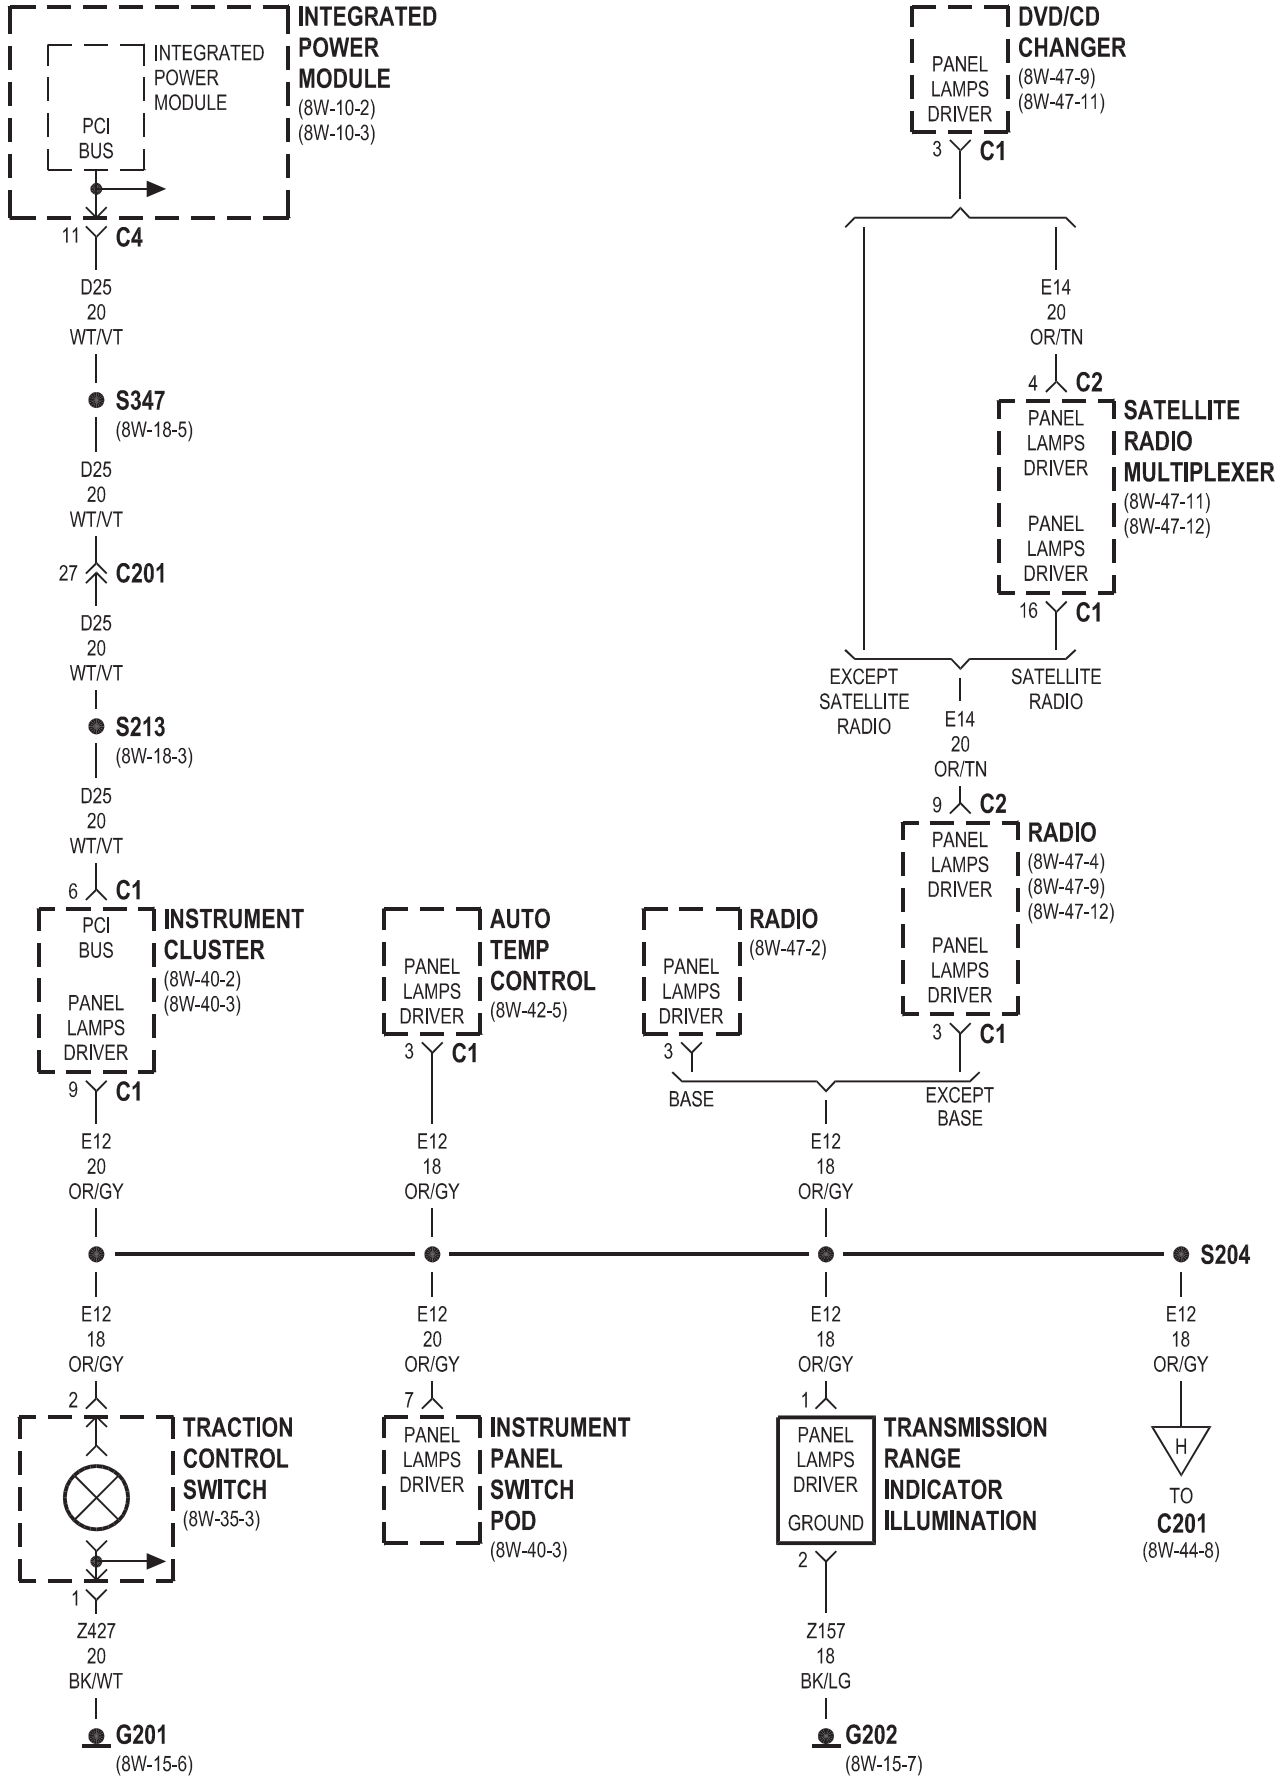 INTEGRATED
POWER
MODULE
(8W-10-2)
(8W-10-3)
INTEGRATED
POWER
MODULE
PCI
BUS
11
C4
D25
20
WT/VT
S347
(8W-18-5)
D25
20
WT/VT
27
C201
D25
20
WT/VT
S213
(8W-18-3)
D25
20
WT/VT
6
C1
PCI
BUS
PANEL
LAMPS
DRIVER
INSTRUMENT
CLUSTER
(8W-40-2)
(8W-40-3)
9
C1
E12
20
OR/GY
DVD/CD
CHANGER
(8W-47-9)
(8W-47-11)
PANEL
LAMPS
DRIVER
3
C1
E14
20
OR/TN
4
C2
PANEL
LAMPS
DRIVER
PANEL
LAMPS
DRIVER
SATELLITE
RADIO
MULTIPLEXER
(8W-47-11)
(8W-47-12)
16
C1
EXCEPT
SATELLITE
RADIO
SATELLITE
RADIO
E14
20
OR/TN
9
C2
PANEL
LAMPS
DRIVER
PANEL
LAMPS
DRIVER
RADIO
(8W-47-4)
(8W-47-9)
(8W-47-12)
3
C1
AUTO
TEMP
CONTROL
(8W-42-5)
PANEL
LAMPS
DRIVER
3
C1
E12
18
OR/GY
RADIO
(8W-47-2)
PANEL
LAMPS
DRIVER
3
BASE
EXCEPT
BASE
E12
18
OR/GY
S204
E12
18
OR/GY
2
TRACTION
CONTROL
SWITCH
(8W-35-3)
1
Z427
20
BK/WT
G201
(8W-15-6)
E12
20
OR/GY
7
PANEL
LAMPS
DRIVER
INSTRUMENT
PANEL
SWITCH
POD
(8W-40-3)
E12
18
OR/GY
1
PANEL
LAMPS
DRIVER
GROUND
TRANSMISSION
RANGE
INDICATOR
ILLUMINATION
2
Z157
18
BK/LG
G202
(8W-15-7)
E12
18
OR/GY
H
TO
C201
(8W-44-8)